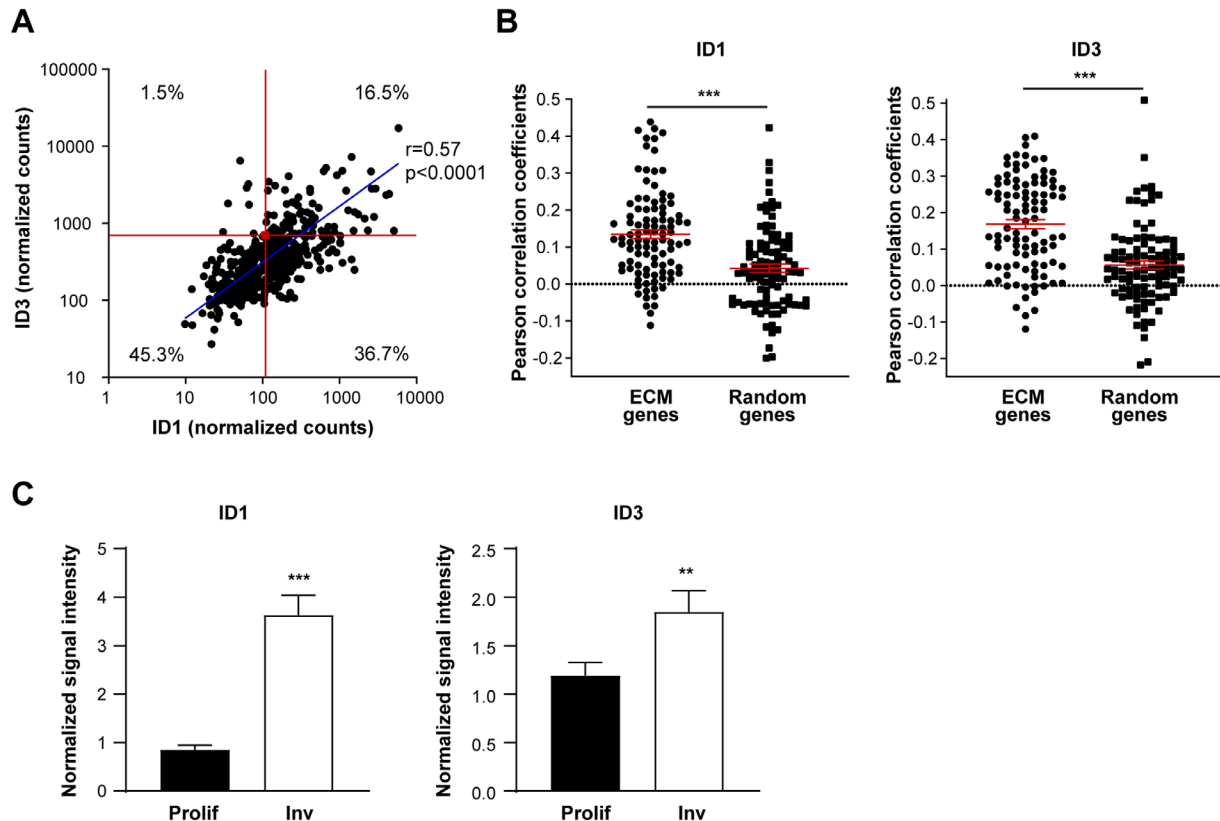 A
100000
10000
1000
100
10
1
10
100
1000
10000
ID3 (normalized counts)
ID1 (normalized counts)
1.5%
16.5%
r=0.57
p<0.0001
45.3%
36.7%
B
ID1
***
Pearson correlation coefficients
0.5
0.4
0.3
0.2
0.1
0.0
-0.1
-0.2
ECM
genes
Random
genes
ID3
***
Pearson correlation coefficients
0.5
0.4
0.3
0.2
0.1
0.0
-0.1
-0.2
ECM
genes
Random
genes
C
ID1
Normalized signal intensity
5
4
3
2
1
0
***
Prolif
Inv
ID3
Normalized signal intensity
2.5
2.0
1.5
1.0
0.5
0.0
**
Prolif
Inv